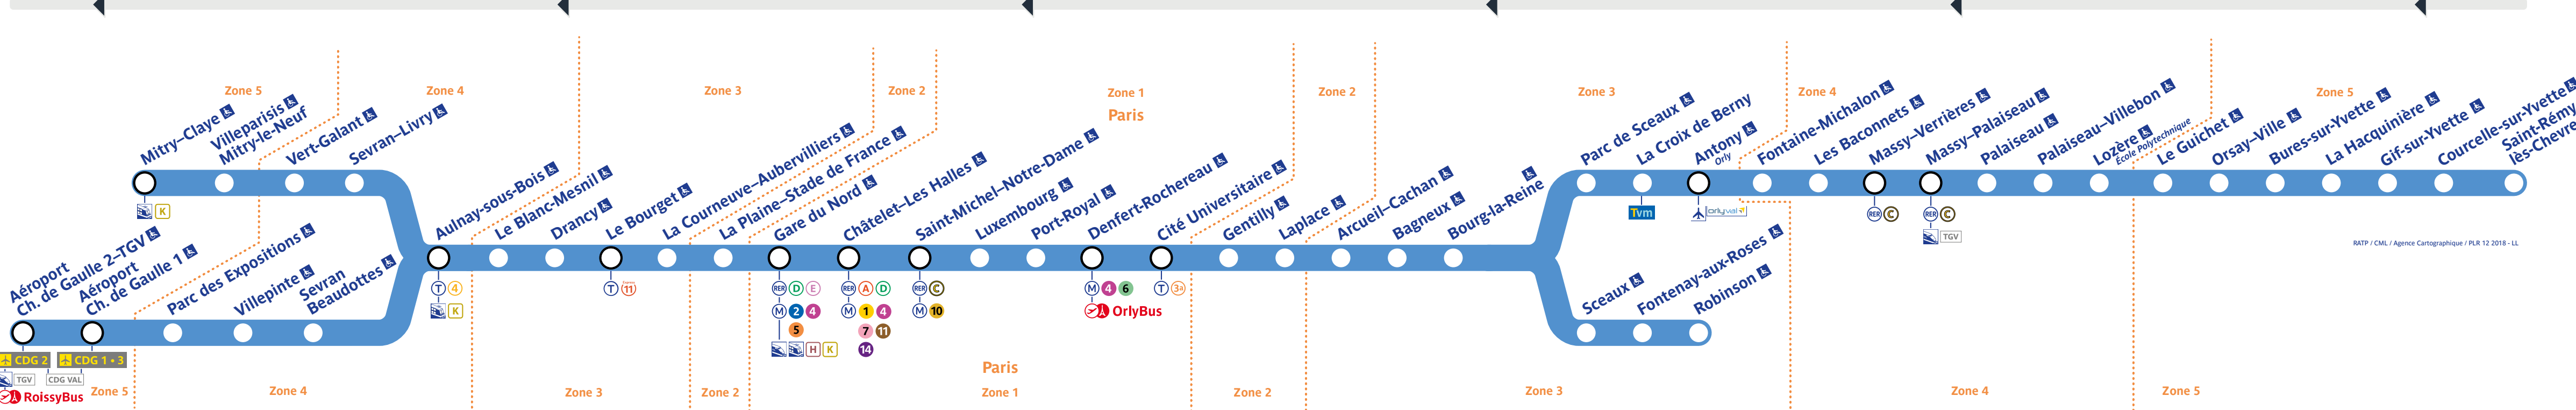 Zone 5
Zone 4
Zone 3
Zone 2
Zone 1
Paris
Zone 2
Zone 3
Zone 4
Zone 5
Mitry–Claye
Villeparisis
Mitry-le-Neuf
Vert-Galant
Sevran–Livry
K
Aéroport
Ch. de Gaulle 2–TGV
Aéroport
Ch. de Gaulle 1
Parc des Expositions
Villepinte
Sevran
Beaudottes
CDG 2
CDG 1 • 3
TGV
CDG VAL
RoissyBus
Aulnay-sous-Bois
T 4
K
Le Blanc-Mesnil
Drancy
Le Bourget
T 11
La Courneuve–Aubervilliers
La Plaine–Stade de France
Gare du Nord
RER D E
M 2 4
5
H K
Châtelet–Les Halles
RER A D
M 1 4
7 11
14
Saint-Michel–Notre-Dame
RER C
M 10
Luxembourg
Port-Royal
Denfert-Rochereau
M 4 6
OrlyBus
Cité Universitaire
T 3a
Gentilly
Laplace
Arcueil–Cachan
Bagneux
Bourg-la-Reine
Parc de Sceaux
La Croix de Berny
Tvm
Antony
Orly
orlyval
Fontaine-Michalon
Les Baconnets
Massy–Verrières
RER C
Massy–Palaiseau
RER C
TGV
Palaiseau
Palaiseau–Villebon
Lozère
École Polytechnique
Le Guichet
Orsay–Ville
Bures-sur-Yvette
La Hacquinière
Gif-sur-Yvette
Courcelle-sur-Yvette
Saint-Rémy
lès-Chevre
Sceaux
Fontenay-aux-Roses
Robinson
RATP / CML / Agence Cartographique / PLR 12 2018 - LL
Zone 5
Zone 4
Zone 3
Zone 2
Paris
Zone 1
Zone 2
Zone 3
Zone 4
Zone 5